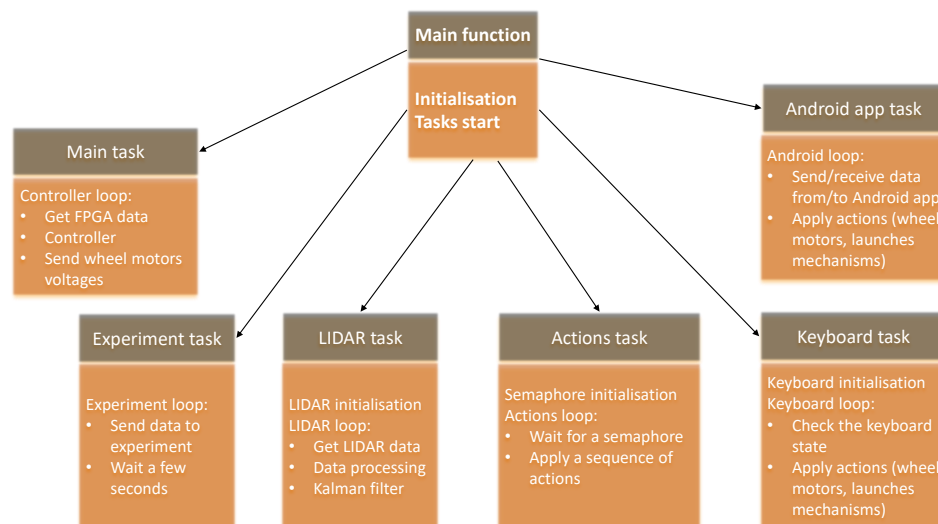 Main function
Initialisation
Tasks start
Main task
Controller loop:
• Get FPGA data
• Controller
• Send wheel motors
voltages
Android app task
Android loop:
• Send/receive data
from/to Android app
• Apply actions (wheel
motors, launches
mechanisms)
Experiment task
Experiment loop:
• Send data to
experiment
• Wait a few
seconds
LIDAR task
LIDAR initialisation
LIDAR loop:
• Get LIDAR data
• Data processing
• Kalman filter
Actions task
Semaphore initialisation
Actions loop:
• Wait for a semaphore
• Apply a sequence of
actions
Keyboard task
Keyboard initialisation
Keyboard loop:
• Check the keyboard
state
• Apply actions (wheel
motors, launches
mechanisms)